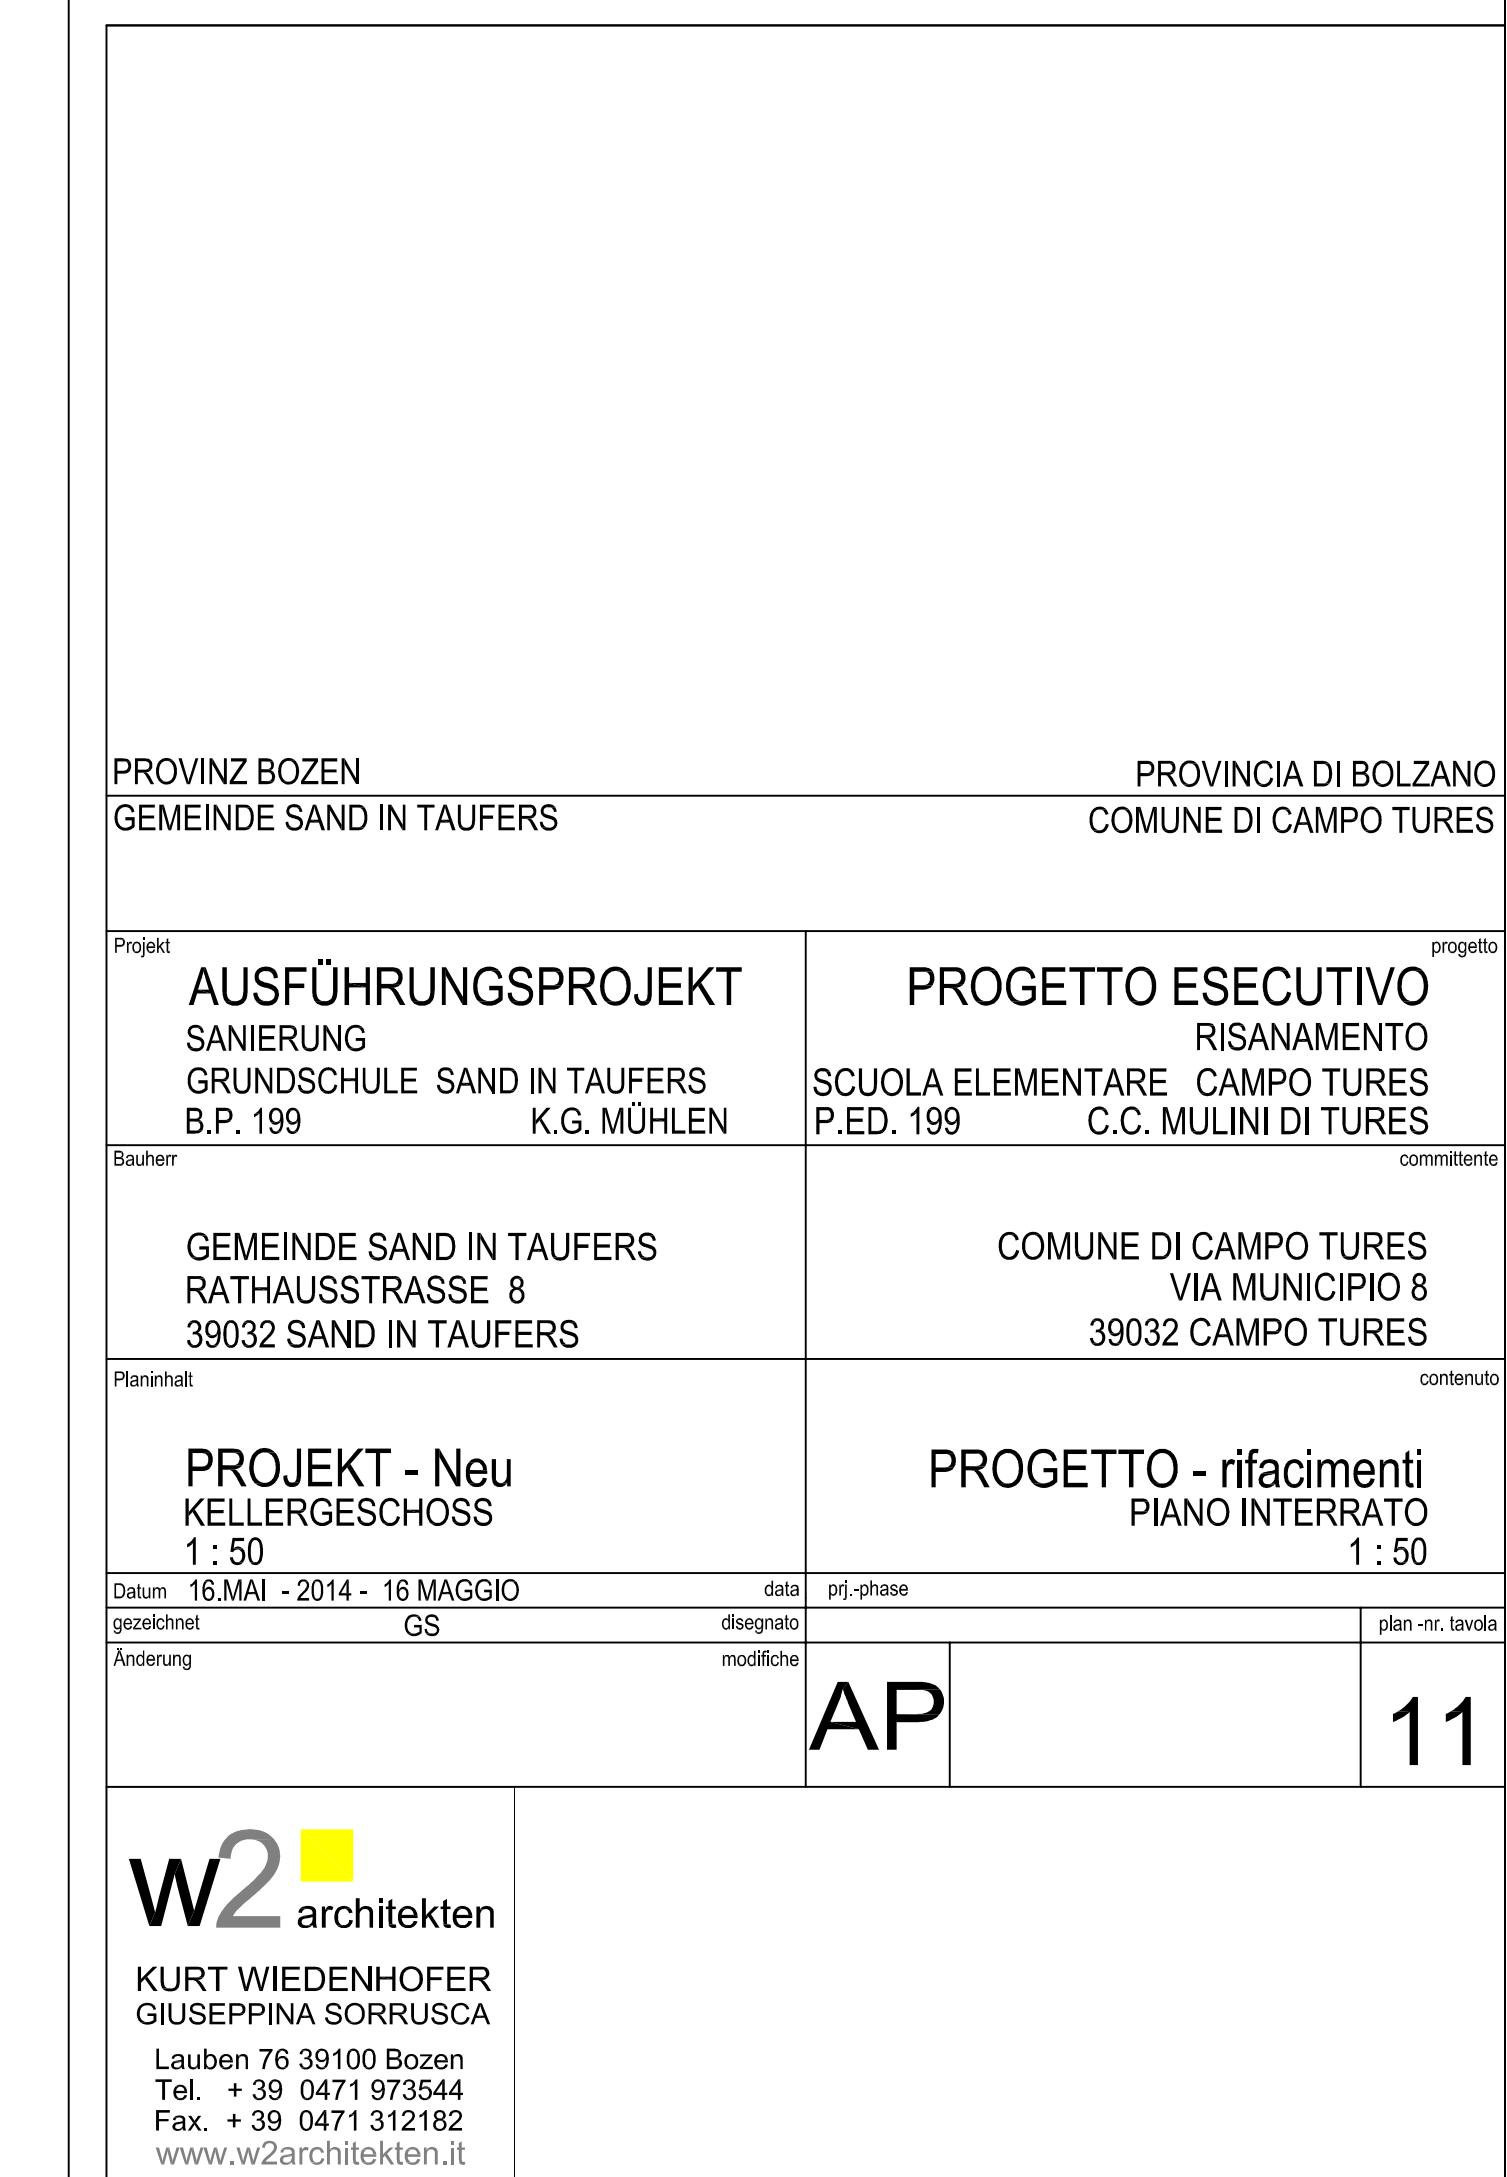 PROVINZ BOZEN PROVINCIA DI BOLZANO
GEMEINDE SAND IN TAUFERS COMUNE DI CAMPO TURES
Projekt
AUSFÜHRUNGSPROJEKT
SANIERUNG
GRUNDSCHULE SAND IN TAUFERS
B.P. 199 K.G. MÜHLEN
progetto
PROGETTO ESECUTIVO
RISANAMENTO
SCUOLA ELEMENTARE CAMPO TURES
P.ED. 199 C.C. MULINI DI TURES
Bauherr
GEMEINDE SAND IN TAUFERS
RATHAUSSTRASSE 8
39032 SAND IN TAUFERS
committente
COMUNE DI CAMPO TURES
VIA MUNICIPIO 8
39032 CAMPO TURES
Planinhalt
PROJEKT - Neu
KELLERGESCHOSS
1 : 50
contenuto
PROGETTO - rifacimenti
PIANO INTERRATO
1 : 50
Datum 16.MAI - 2014 - 16 MAGGIO data
prj.-phase
gezeichnet GS disegnato
plan -nr. tavola
Änderung modifiche
AP
11
w2 architekten
KURT WIEDENHOFER
GIUSEPPINA SORRUSCA
Lauben 76 39100 Bozen
Tel. + 39 0471 973544
Fax. + 39 0471 312182
www.w2architekten.it